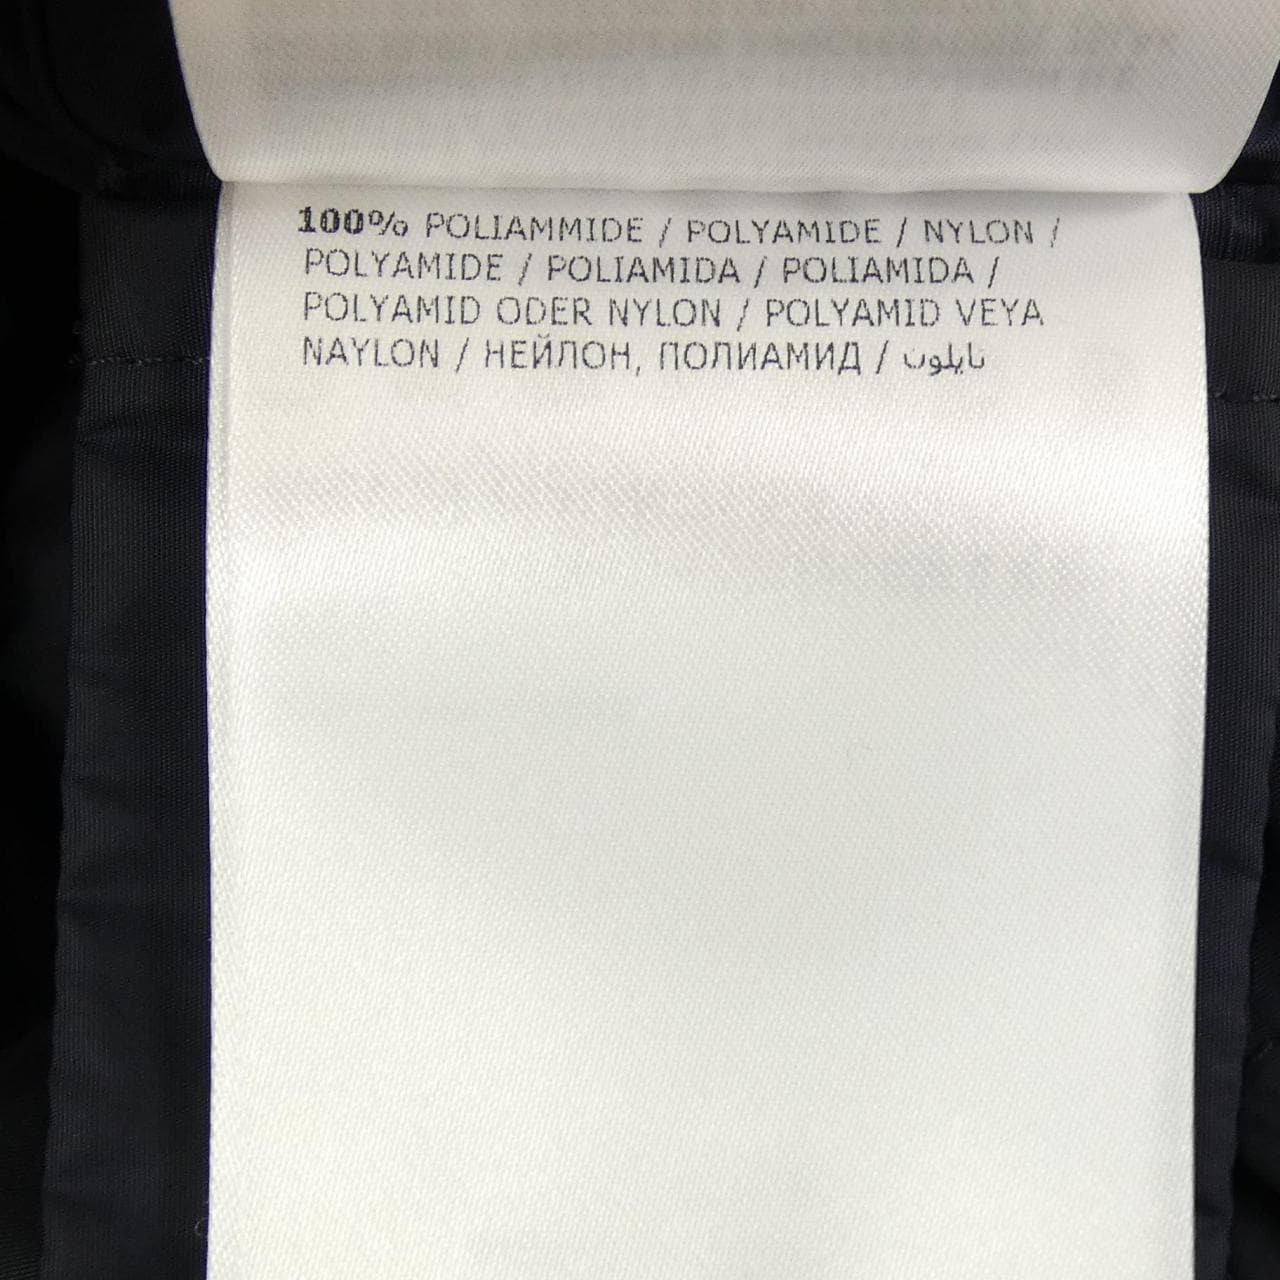 100% POLIAMMIDE / POLYAMIDE / NYLON /
POLYAMIDE / POLIAMIDA / POLIAMIDA /
POLYAMID ODER NYLON / POLYAMID VEYA
NAYLON / НЕЙЛОН, ПОЛИАМИД / نايلون